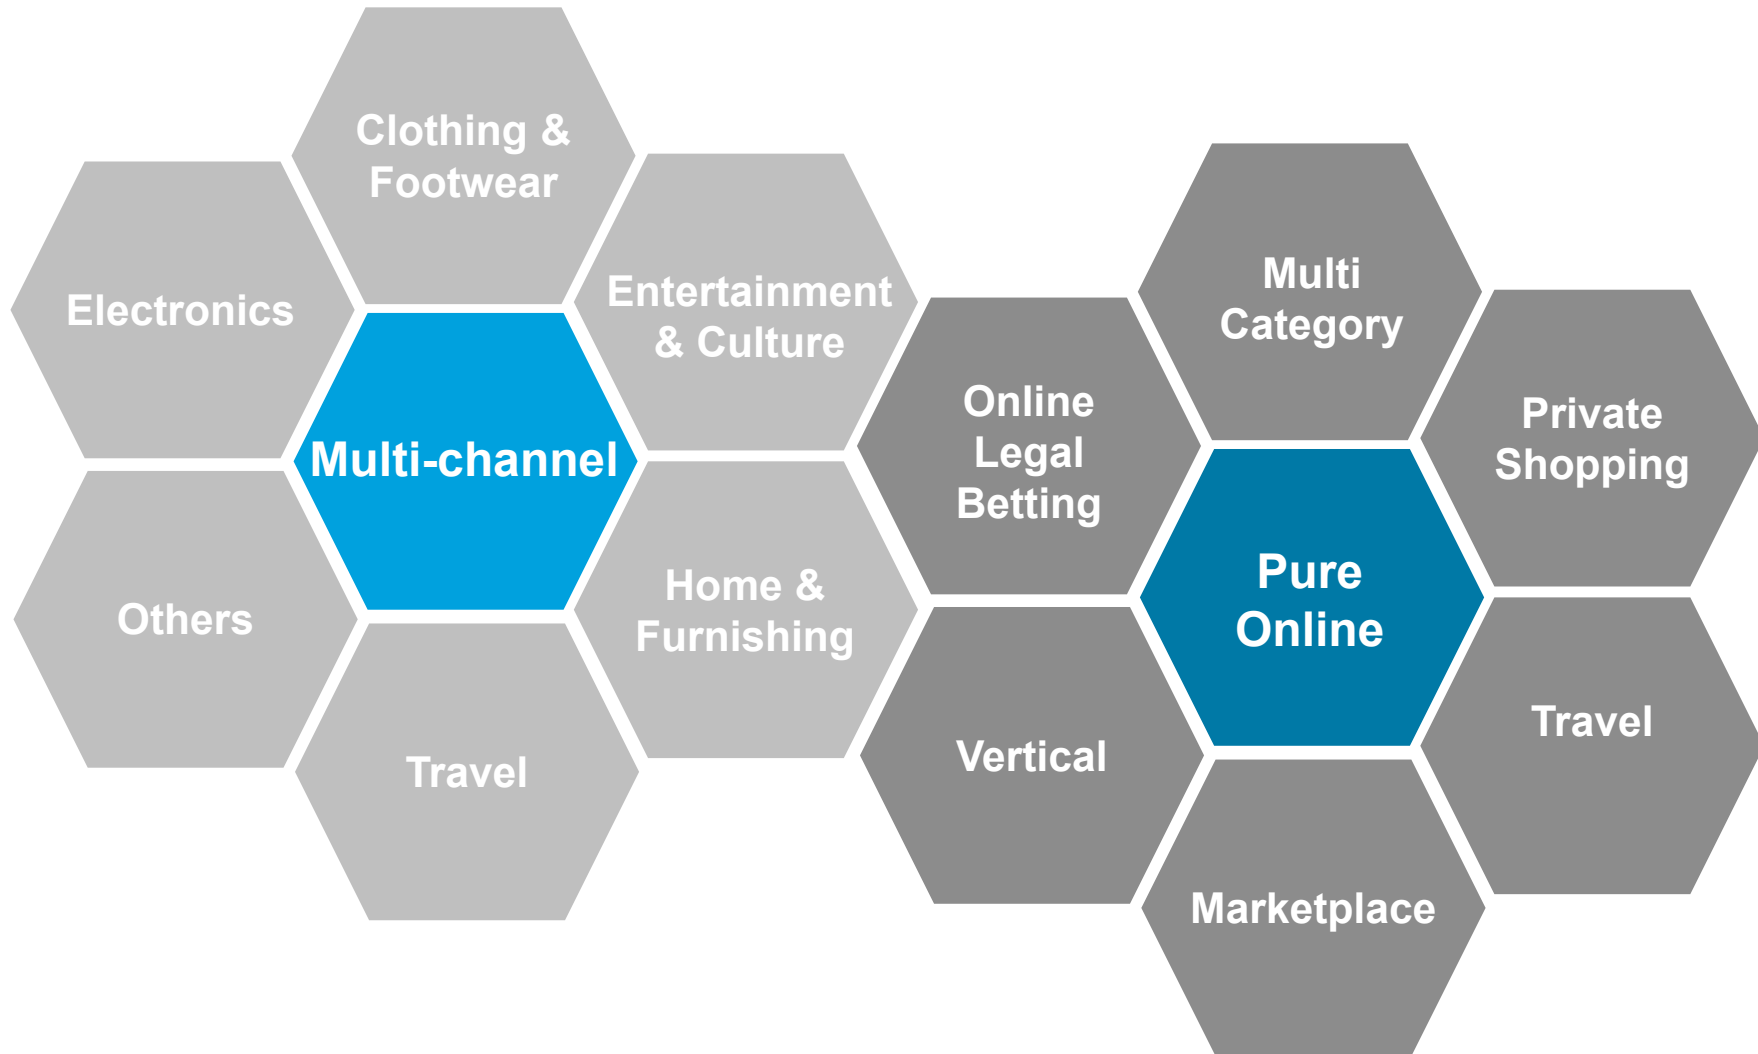 Clothing &
Footwear
Electronics
Entertainment
& Culture
Multi-channel
Others
Home &
Furnishing
Travel
Multi
Category
Online
Legal
Betting
Private
Shopping
Pure
Online
Vertical
Travel
Marketplace